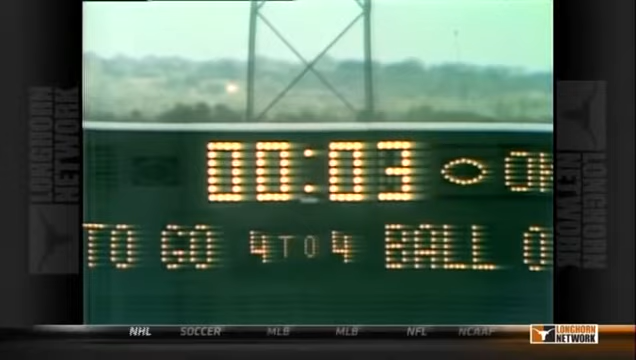 00:03 OK
TO GO 4 TO 4 BALL O
LONGHORN NETWORK
LONGHORN NETWORK
NHL SOCCER MLB MLB NFL NCAAF
LONGHORN NETWORK